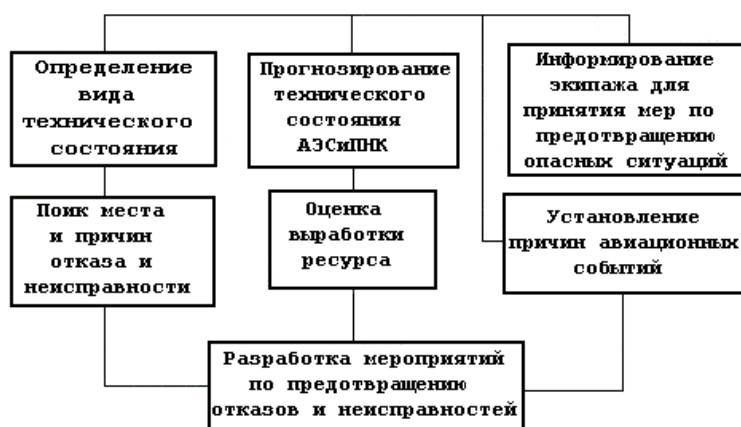 Определение
вида
технического
состояния
Прогнозирование
технического
состояния
АЭСиПНК
Информирование
экипажа для
принятия мер по
предотвращению
опасных ситуаций
Поик места
и причин
отказа и
неисправности
Оценка
выработки
ресурса
Установление
причин авиационных
событий
Разработка мероприятий
по предотвращению
отказов и неисправностей